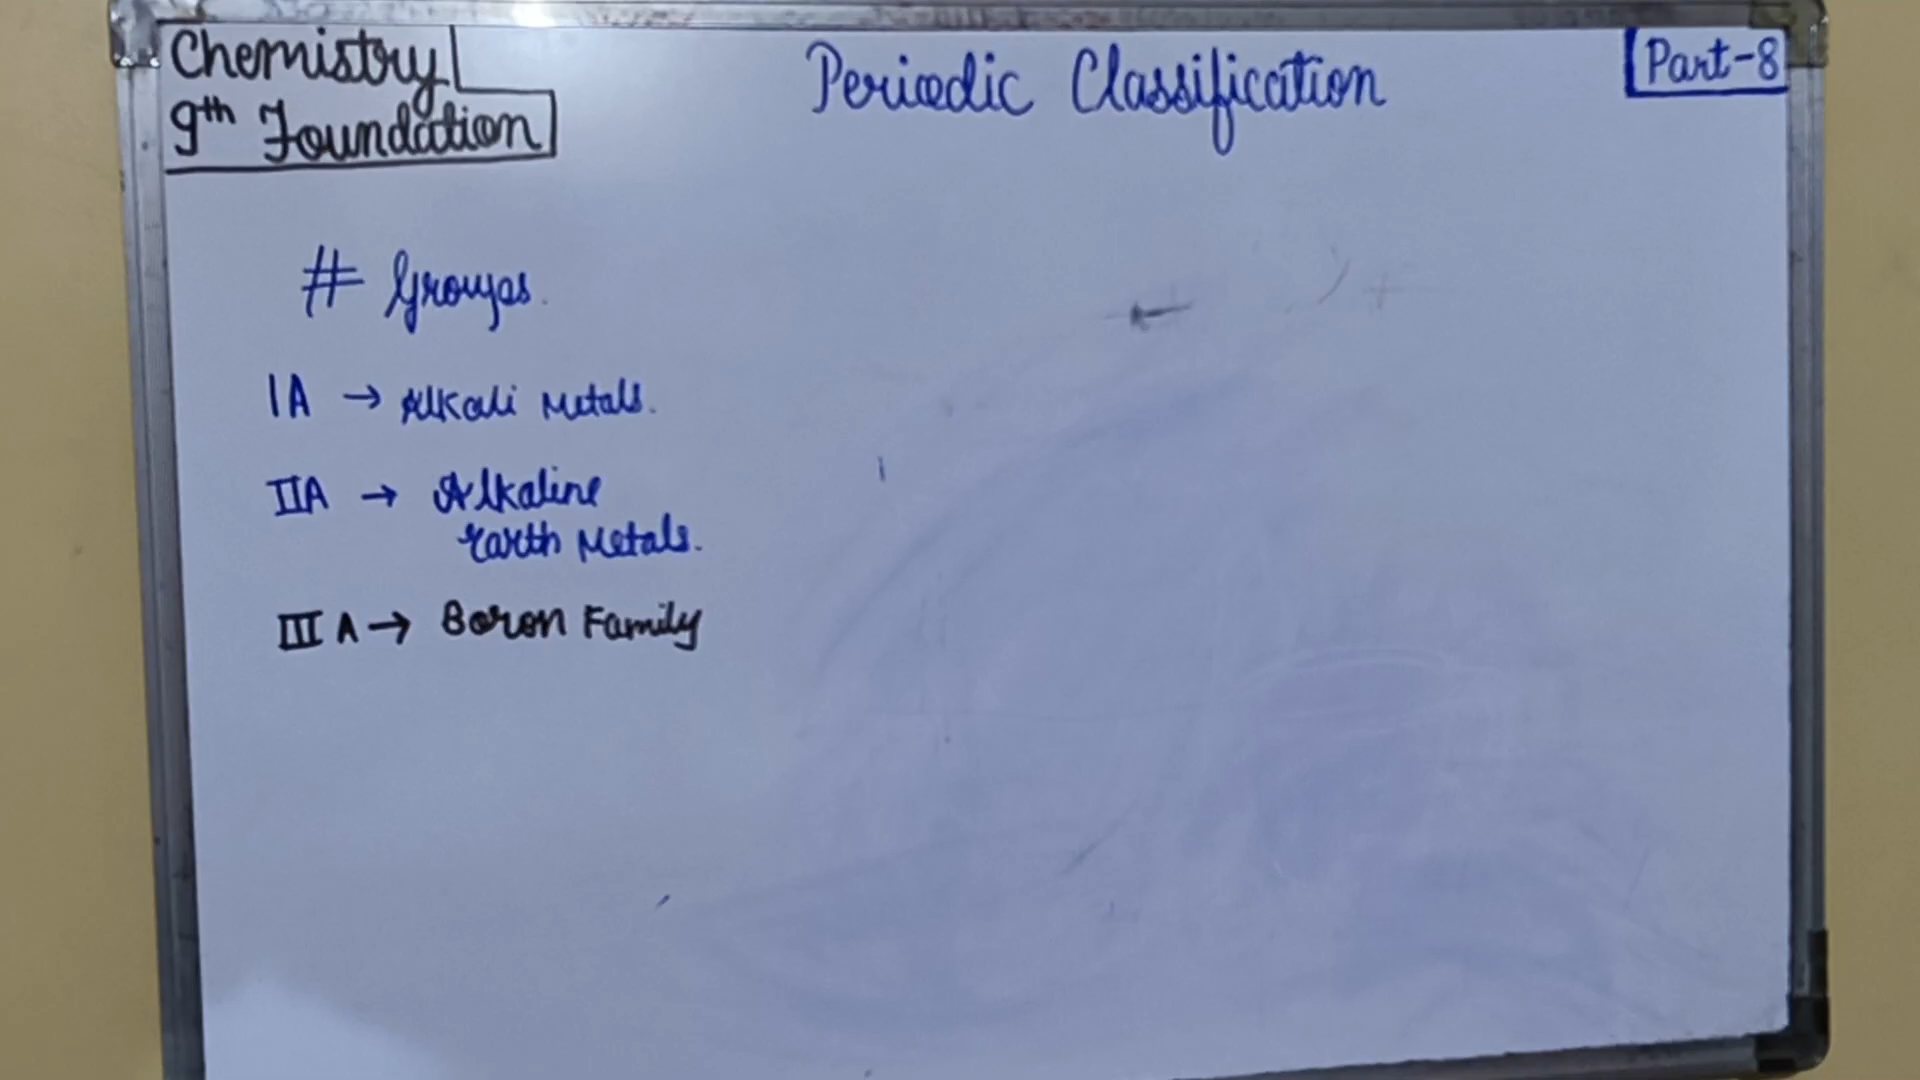 Chemistry
9th Foundation
Periodic Classification
Part-8
# Groups.
IA → Alkali Metals.
IIA → Alkaline
Earth Metals.
III A → Boron Family